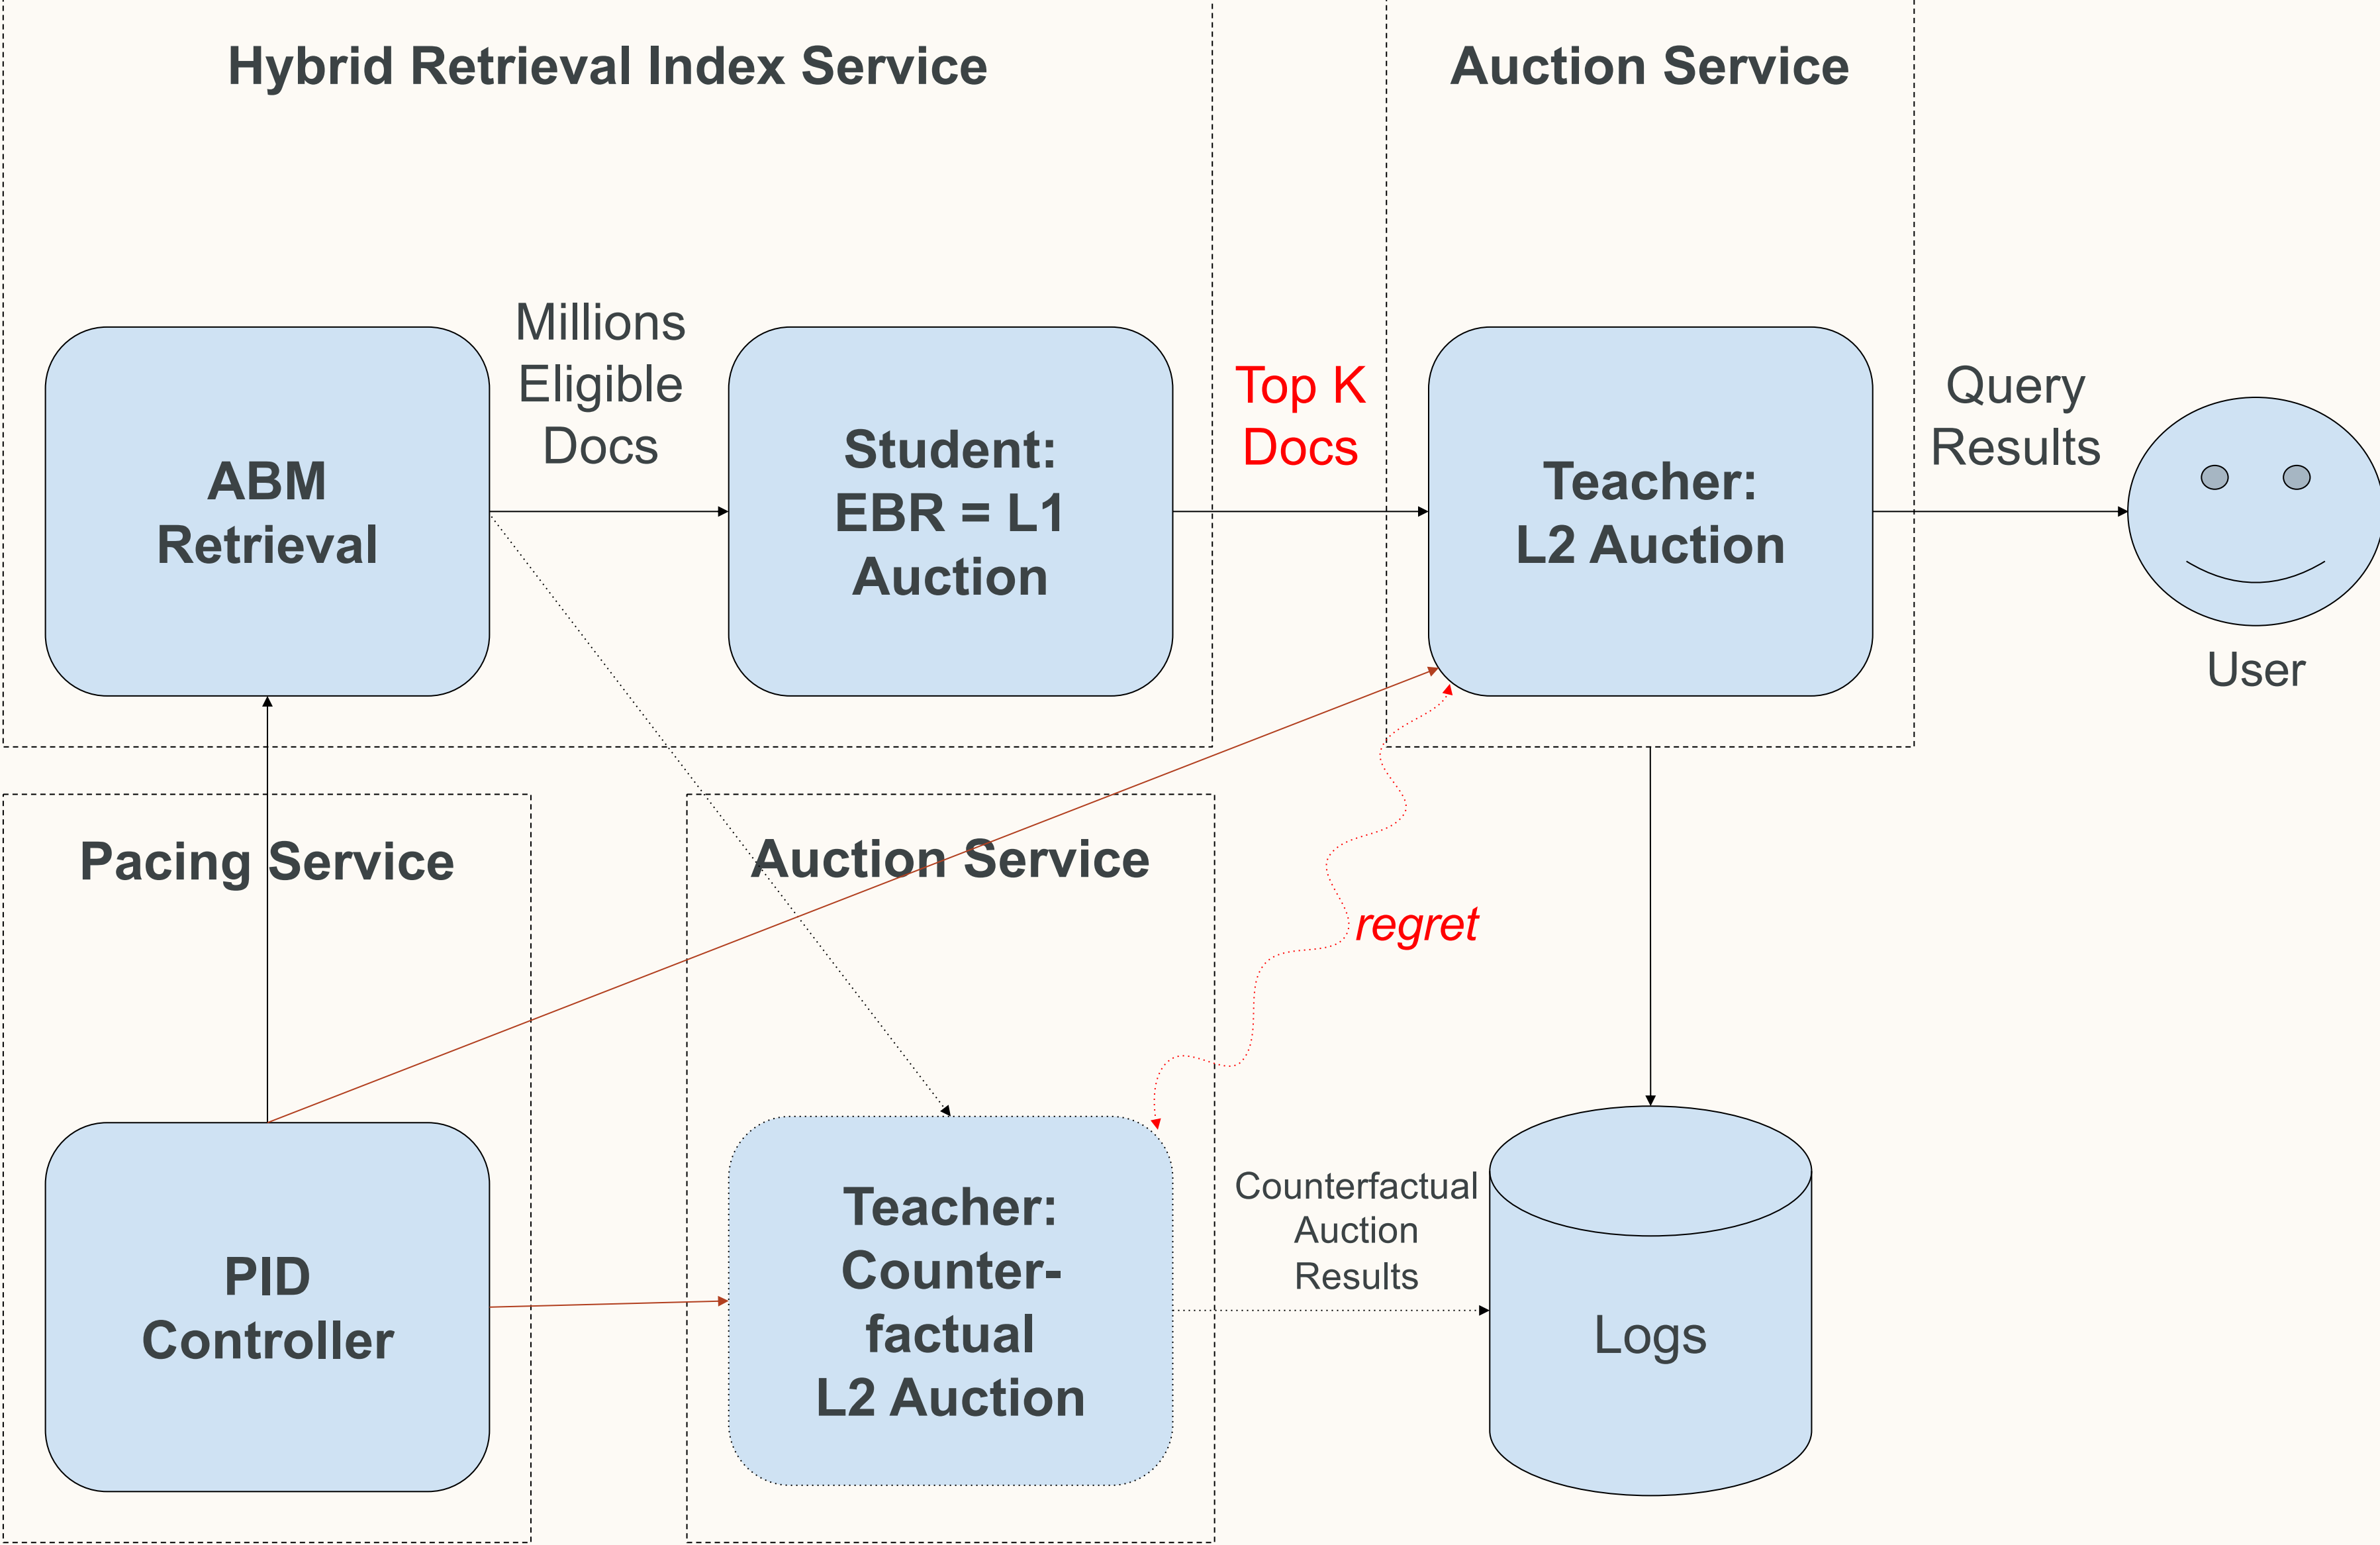 Hybrid Retrieval Index Service
Auction Service
Millions
Eligible
Docs
ABM
Retrieval
Student:
EBR = L1
Auction
Top K
Docs
Teacher:
L2 Auction
Query
Results
User
Pacing Service
Auction Service
regret
PID
Controller
Teacher:
Counter-
factual
L2 Auction
Counterfactual
Auction
Results
Logs